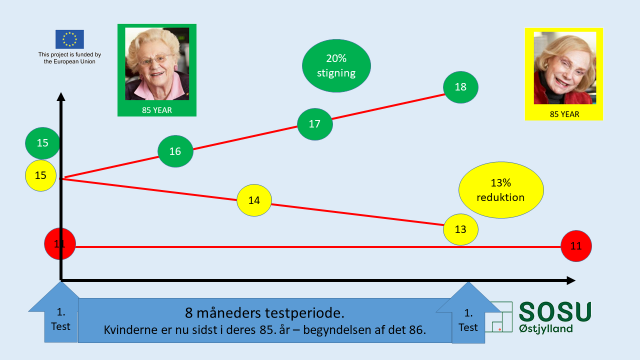 This project is funded by
the European Union
85 YEAR
20%
stigning
85 YEAR
18
17
15
16
15
13%
reduktion
14
13
11
11
1.
Test
8 måneders testperiode.
Kvinderne er nu sidst i deres 85. år – begyndelsen af det 86.
1.
Test
SOSU
Østjylland